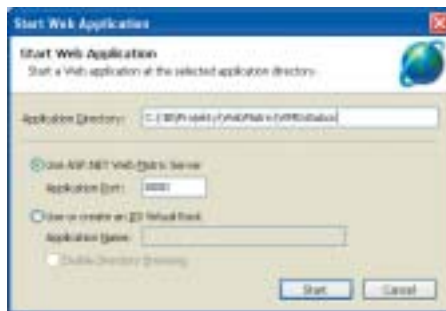 Start Web Application
Start Web Application
Start a Web application at the selected application directory.
Application Directory:
Use ASP.NET Web Matrix Server
Application Port:
Use or create an IIS Virtual Root
Application Name:
Enable Directory Browsing
Start Cancel